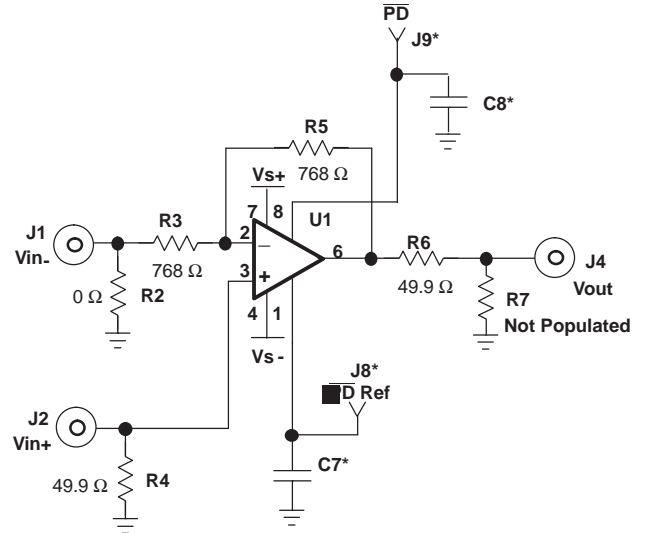 PD
J9*
C8*
R5
768 Ω
Vs+
7
8
U1
J1
Vin-
R3
768 Ω
2
–
3
+
6
R6
49.9 Ω
J4
Vout
0 Ω
R2
R7
Not Populated
4
1
Vs -
J8*
PD Ref
J2
Vin+
C7*
49.9 Ω
R4